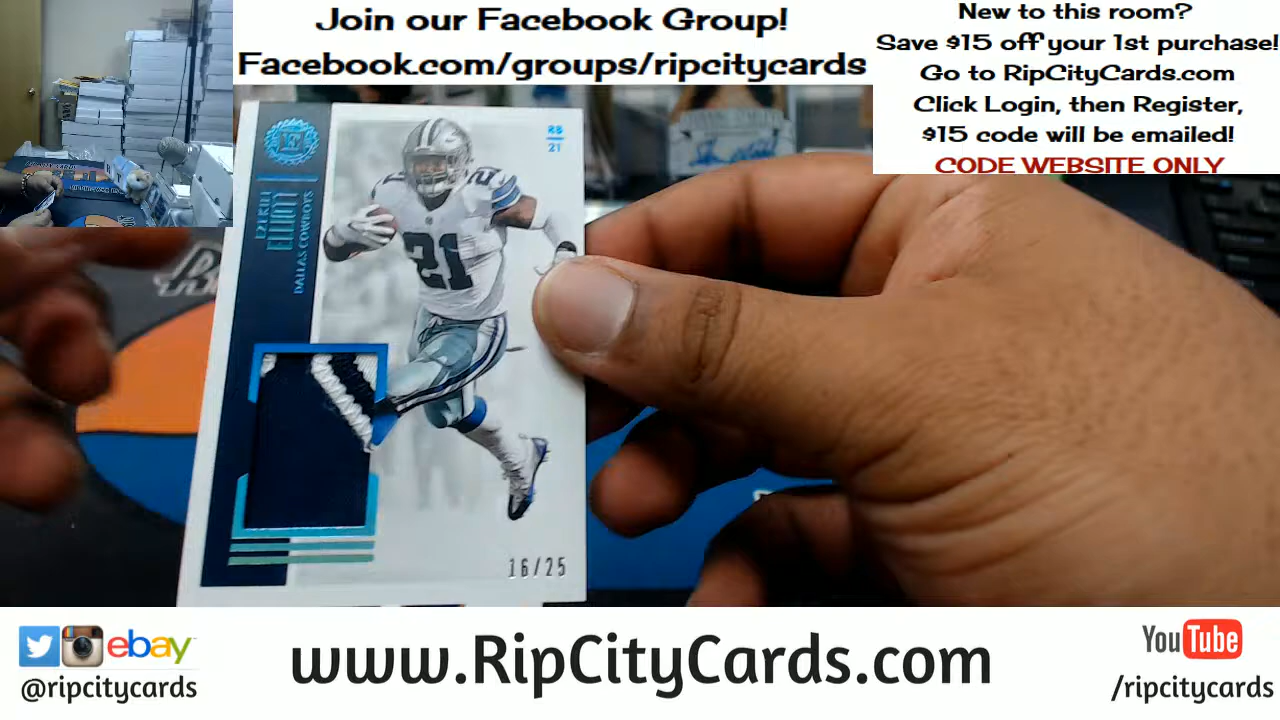 Join our Facebook Group!
Facebook.com/groups/ripcitycards
New to this room?
Save $15 off your 1st purchase!
Go to RipCityCards.com
Click Login, then Register,
$15 code will be emailed!
CODE WEBSITE ONLY
E
EZEKIEL
ELLIOTT
DALLAS COWBOYS
RB
21
21
21
16/25
ebay
@ripcitycards
www.RipCityCards.com
YouTube
/ripcitycards